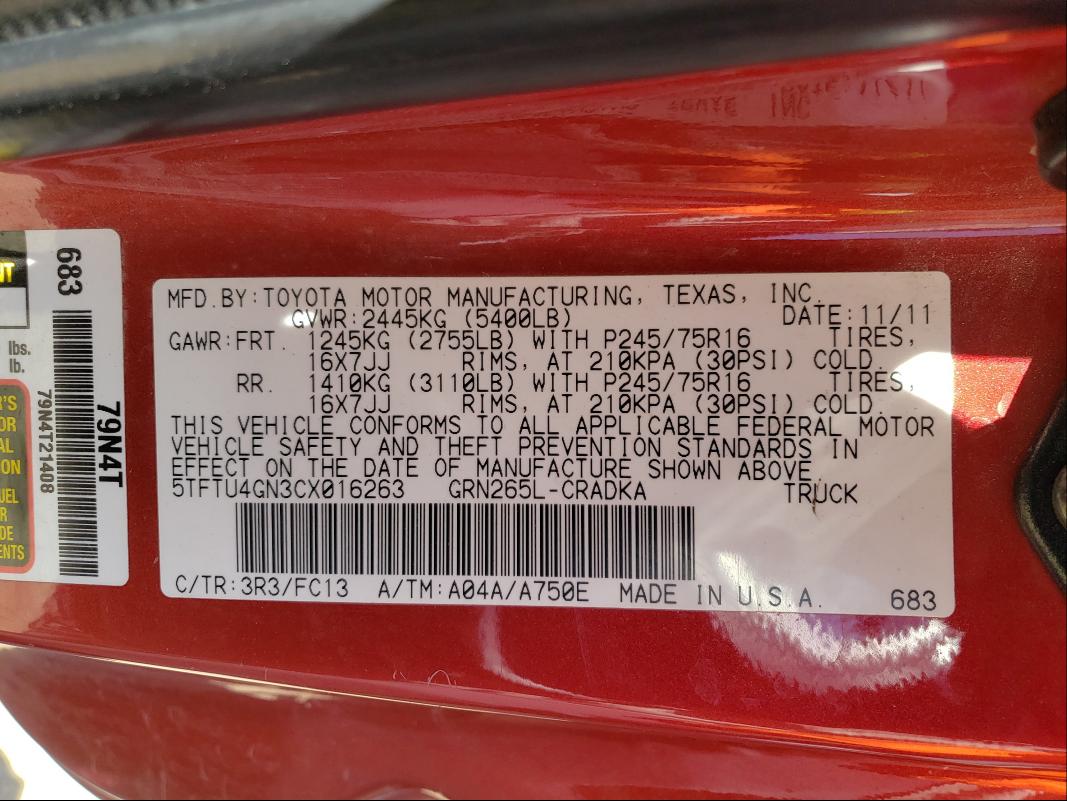 MFD.BY:TOYOTA MOTOR MANUFACTURING, TEXAS, INC.
GVWR:2445KG (5400LB) DATE:11/11
GAWR:FRT. 1245KG (2755LB) WITH P245/75R16 TIRES,
16X7JJ RIMS, AT 210KPA (30PSI) COLD.
RR. 1410KG (3110LB) WITH P245/75R16 TIRES,
16X7JJ RIMS, AT 210KPA (30PSI) COLD.
THIS VEHICLE CONFORMS TO ALL APPLICABLE FEDERAL MOTOR
VEHICLE SAFETY AND THEFT PREVENTION STANDARDS IN
EFFECT ON THE DATE OF MANUFACTURE SHOWN ABOVE.
5TFTU4GN3CX016263 GRN265L-CRADKA TRUCK
C/TR:3R3/FC13 A/TM:A04A/A750E MADE IN U.S.A. 683
683
79N4T
79N4T21408
lbs.
lb.